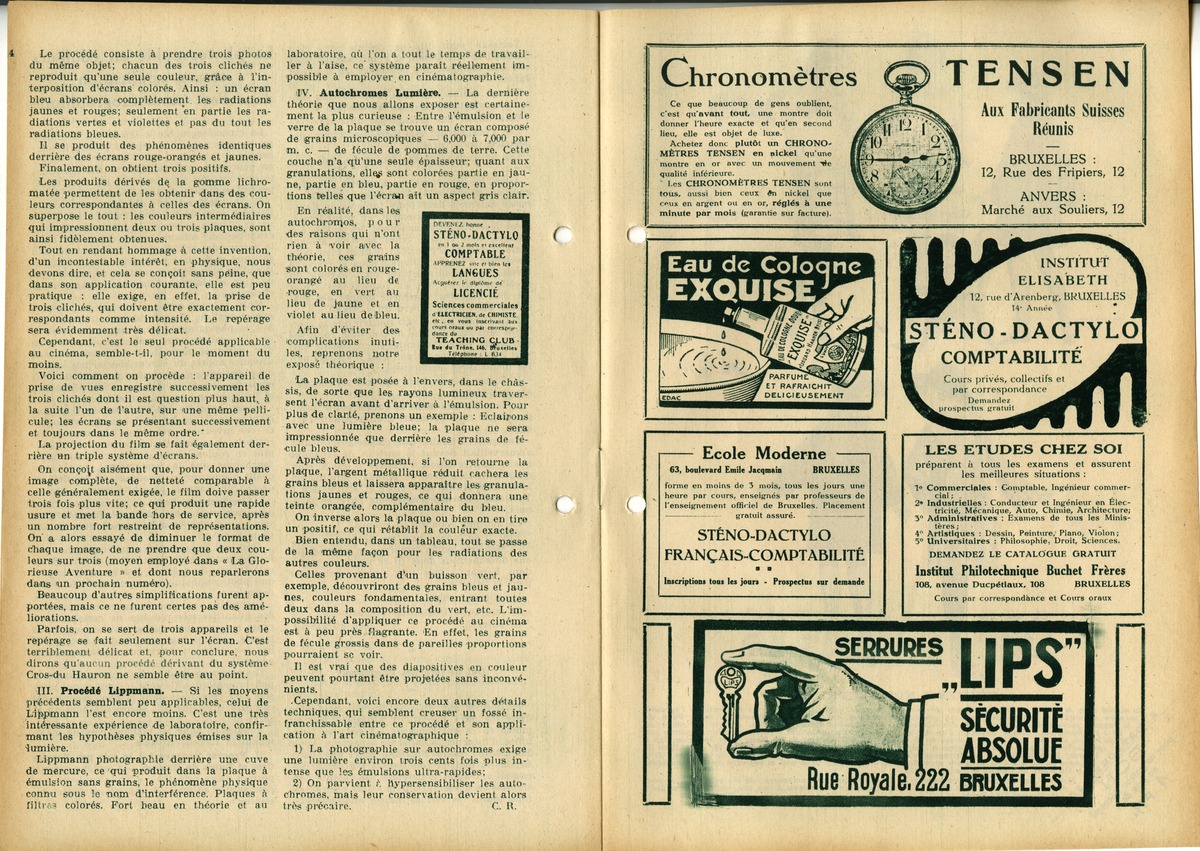 4
Le procédé consiste à prendre trois photos
du même objet; chacun des trois clichés ne
reproduit qu'une seule couleur, grâce à l'in-
terposition d'écrans colorés. Ainsi : un écran
bleu absorbera complètement les radiations
jaunes et rouges; seulement en partie les ra-
diations vertes et violettes et pas du tout les
radiations bleues.
Il se produit des phénomènes identiques
derrière des écrans rouge-orangés et jaunes.
Finalement, on obtient trois positifs.
Les produits dérivés de la gomme lichro-
matée permettent de les obtenir dans des cou-
leurs correspondantes à celles des écrans. On
superpose le tout : les couleurs intermédiaires
qui impressionnent deux ou trois plaques, sont
ainsi fidèlement obtenues.
Tout en rendant hommage à cette invention,
d'un incontestable intérêt, en physique, nous
devons dire, et cela se conçoit sans peine, que
dans son application courante, elle est peu
pratique : elle exige, en effet, la prise de
trois clichés, qui doivent être exactement cor-
respondants comme intensité. Le repérage
sera évidemment très délicat.
Cependant, c'est le seul procédé applicable
au cinéma, semble-t-il, pour le moment du
moins.
Voici comment on procède : l'appareil de
prise de vues enregistre successivement les
trois clichés dont il est question plus haut, à
la suite l'un de l'autre, sur une même pelli-
cule; les écrans se présentant successivement
et toujours dans le même ordre.
La projection du film se fait également der-
rière un triple système d'écrans.
On conçoit aisément que, pour donner une
image complète, de netteté comparable à
celle généralement exigée, le film doive passer
trois fois plus vite; ce qui produit une rapide
usure et met la bande hors de service, après
un nombre fort restreint de représentations.
On a alors essayé de diminuer le format de
chaque image, de ne prendre que deux cou-
leurs sur trois (moyen employé dans « La Glo-
rieuse Aventure » et dont nous reparlerons
dans un prochain numéro).
Beaucoup d'autres simplifications furent ap-
portées, mais ce ne furent certes pas des amé-
liorations.
Parfois, on se sert de trois appareils et le
repérage se fait seulement sur l'écran. C'est
terriblement délicat et, pour conclure, nous
dirons qu'aucun procédé dérivant du système
Cros-du Hauron ne semble être au point.
III. Procédé Lippmann. — Si les moyens
précédents semblent peu applicables, celui de
Lippmann l'est encore moins. C'est une très
intéressante expérience de laboratoire, confir-
mant les hypothèses physiques émises sur la
lumière.
Lippmann photographie derrière une cuve
de mercure, ce qui produit dans la plaque à
émulsion sans grains, le phénomène physique
connu sous le nom d'interférence. Plaques à
filtres colorés. Fort beau en théorie et au
laboratoire, où l'on a tout le temps de travail-
ler à l'aise, ce système paraît réellement im-
possible à employer en cinématographie.
IV. Autochromes Lumière. — La dernière
théorie que nous allons exposer est certaine-
ment la plus curieuse : Entre l'émulsion et le
verre de la plaque se trouve un écran composé
de grains microscopiques — 6,000 à 7,000 par
m. c. — de fécule de pommes de terre. Cette
couche n'a qu'une seule épaisseur; quant aux
granulations, elles sont colorées partie en jau-
ne, partie en bleu, partie en rouge, en propor-
tions telles que l'écran ait un aspect gris clair.
En réalité, dans les
autochromos, pour
des raisons qui n'ont
rien à voir avec la
théorie, ces grains
sont colorés en rouge-
orangé au lieu de
rouge, en vert au
lieu de jaune et en
violet au lieu de bleu.
Afin d'éviter des
complications inuti-
les, reprenons notre
exposé théorique :
DEVENEZ bonne
STÉNO-DACTYLO
en 1 ou 2 mois et excellent
COMPTABLE
APPRENEZ vite et bien les
LANGUES
Acquérez le diplôme de
LICENCIÉ
Sciences commerciales
d'ELECTRICIEN, de CHIMISTE,
etc., en vous inscrivant aux
cours oraux ou par correspon-
dance du
TEACHING CLUB
Rue du Trône, 146, Bruxelles
Téléphone : L 634
La plaque est posée à l'envers, dans le châs-
sis, de sorte que les rayons lumineux traver-
sent l'écran avant d'arriver à l'émulsion. Pour
plus de clarté, prenons un exemple : Eclairons
avec une lumière bleue; la plaque ne sera
impressionnée que derrière les grains de fé-
cule bleus.
Après développement, si l'on retourne la
plaque, l'argent métallique réduit cachera les
grains bleus et laissera apparaître les granula-
tions jaunes et rouges, ce qui donnera une
teinte orangée, complémentaire du bleu.
On inverse alors la plaque ou bien on en tire
un positif, ce qui rétablit la couleur exacte.
Bien entendu, dans un tableau, tout se passe
de la même façon pour les radiations des
autres couleurs.
Celles provenant d'un buisson vert, par
exemple, découvriront des grains bleus et jau-
nes, couleurs fondamentales, entrant toutes
deux dans la composition du vert, etc. L'im-
possibilité d'appliquer ce procédé au cinéma
est à peu près flagrante. En effet, les grains
de fécule grossis dans de pareilles proportions
pourraient se voir.
Il est vrai que des diapositives en couleur
peuvent pourtant être projetées sans inconvé-
nients.
Cependant, voici encore deux autres détails
techniques, qui semblent creuser un fossé in-
franchissable entre ce procédé et son appli-
cation à l'art cinématographique :
1) La photographie sur autochromes exige
une lumière environ trois cents fois plus in-
tense que les émulsions ultra-rapides;
2) On parvient à hypersensibiliser les auto-
chromes, mais leur conservation devient alors
très précaire. C. R.
Chronomètres
Ce que beaucoup de gens oublient,
c'est qu'avant tout, une montre doit
donner l'heure exacte et qu'en second
lieu, elle est objet de luxe.
Achetez donc plutôt un CHRONO-
MÈTRES TENSEN en nickel qu'une
montre en or avec un mouvement de
qualité inférieure.
Les CHRONOMÈTRES TENSEN sont
tous, aussi bien ceux en nickel que
ceux en argent ou en or, réglés à une
minute par mois (garantie sur facture).
TENSEN
Aux Fabricants Suisses
Réunis
BRUXELLES :
12, Rue des Fripiers, 12
ANVERS :
Marché aux Souliers, 12
Eau de Cologne
EXQUISE
EAU DE COLOGNE
EXQUISE
PARFUME
ET RAFRAICHIT
DELICIEUSEMENT
EDAC
INSTITUT
ELISABETH
12, rue d'Arenberg, BRUXELLES
14e Année
STÉNO-DACTYLO
COMPTABILITÉ
Cours privés, collectifs et
par correspondance
Demandez
prospectus gratuit
Ecole Moderne
63, boulevard Emile Jacqmain BRUXELLES
forme en moins de 3 mois, tous les jours une
heure par cours, enseignés par professeurs de
l'enseignement officiel de Bruxelles. Placement
gratuit assuré.
STÉNO-DACTYLO
FRANÇAIS-COMPTABILITÉ
Inscriptions tous les jours - Prospectus sur demande
LES ETUDES CHEZ SOI
préparent à tous les examens et assurent
les meilleures situations :
1º Commerciales : Comptable, Ingénieur commer-
cial;
2º Industrielles : Conducteur et Ingénieur en Élec-
tricité, Mécanique, Auto, Chimie, Architecture;
3º Administratives : Examens de tous les Minis-
tères;
4º Artistiques : Dessin, Peinture, Piano, Violon;
5º Universitaires : Philosophie, Droit, Sciences.
DEMANDEZ LE CATALOGUE GRATUIT
Institut Philotechnique Buchet Frères
108, avenue Ducpétiaux, 108 BRUXELLES
Cours par correspondance et Cours oraux
SERRURES „LIPS”
LIPS
SÉCURITÉ
ABSOLUE
Rue Royale, 222 BRUXELLES